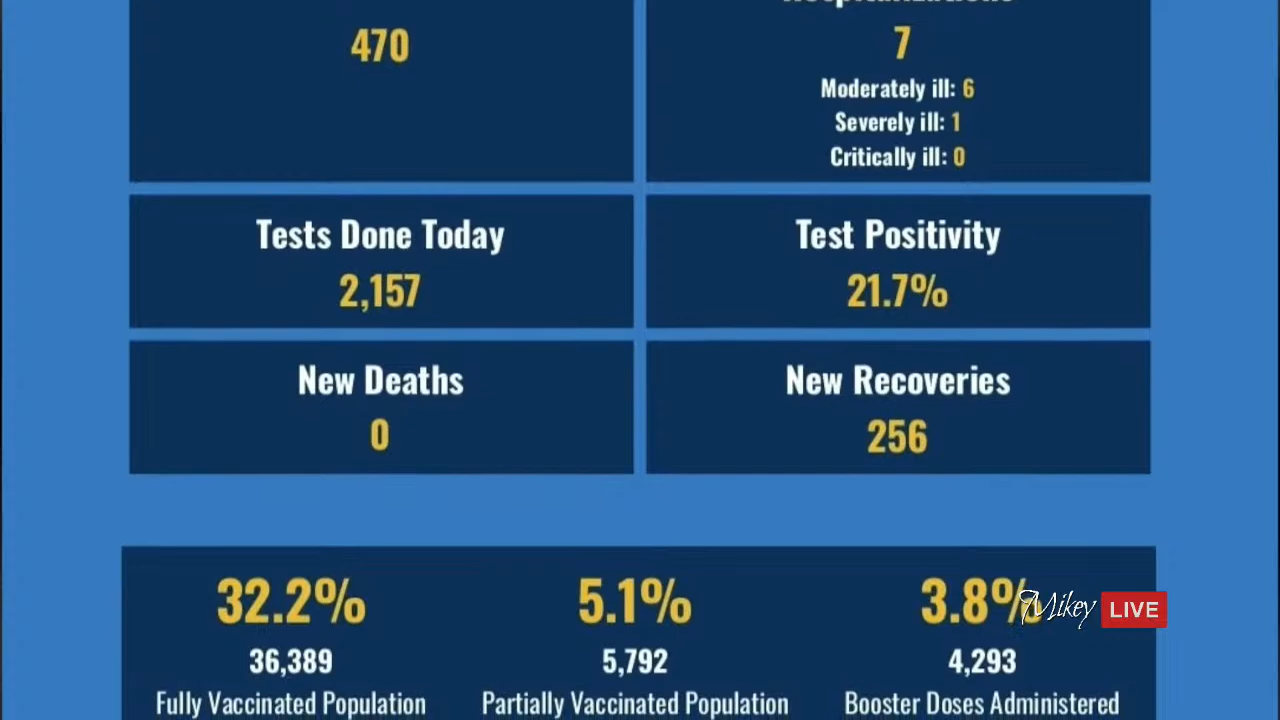 470
Hospitalizations
7
Moderately ill: 6
Severely ill: 1
Critically ill: 0
Tests Done Today
2,157
Test Positivity
21.7%
New Deaths
0
New Recoveries
256
32.2%
36,389
Fully Vaccinated Population
5.1%
5,792
Partially Vaccinated Population
3.8%
4,293
Booster Doses Administered
Mikey LIVE